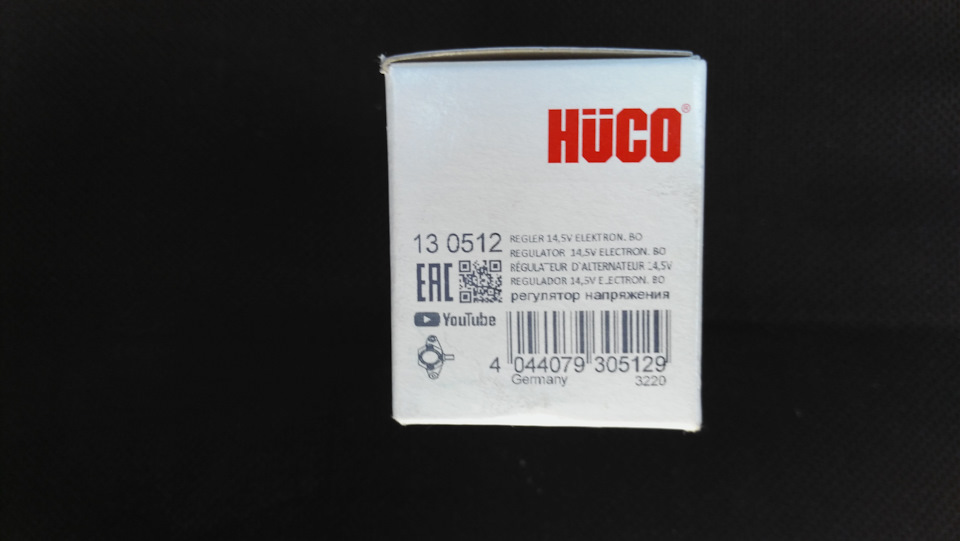 HÜCO®
13 0512
REGLER 14,5V ELEKTRON. BO
REGULATOR 14,5V ELECTRON. BO
RÉGULATEUR D'ALTERNATEUR 14,5V
REGULADOR 14,5V ELECTRON. BO
регулятор напряжения
EAC
YouTube
4 044079 305129
Germany 3220